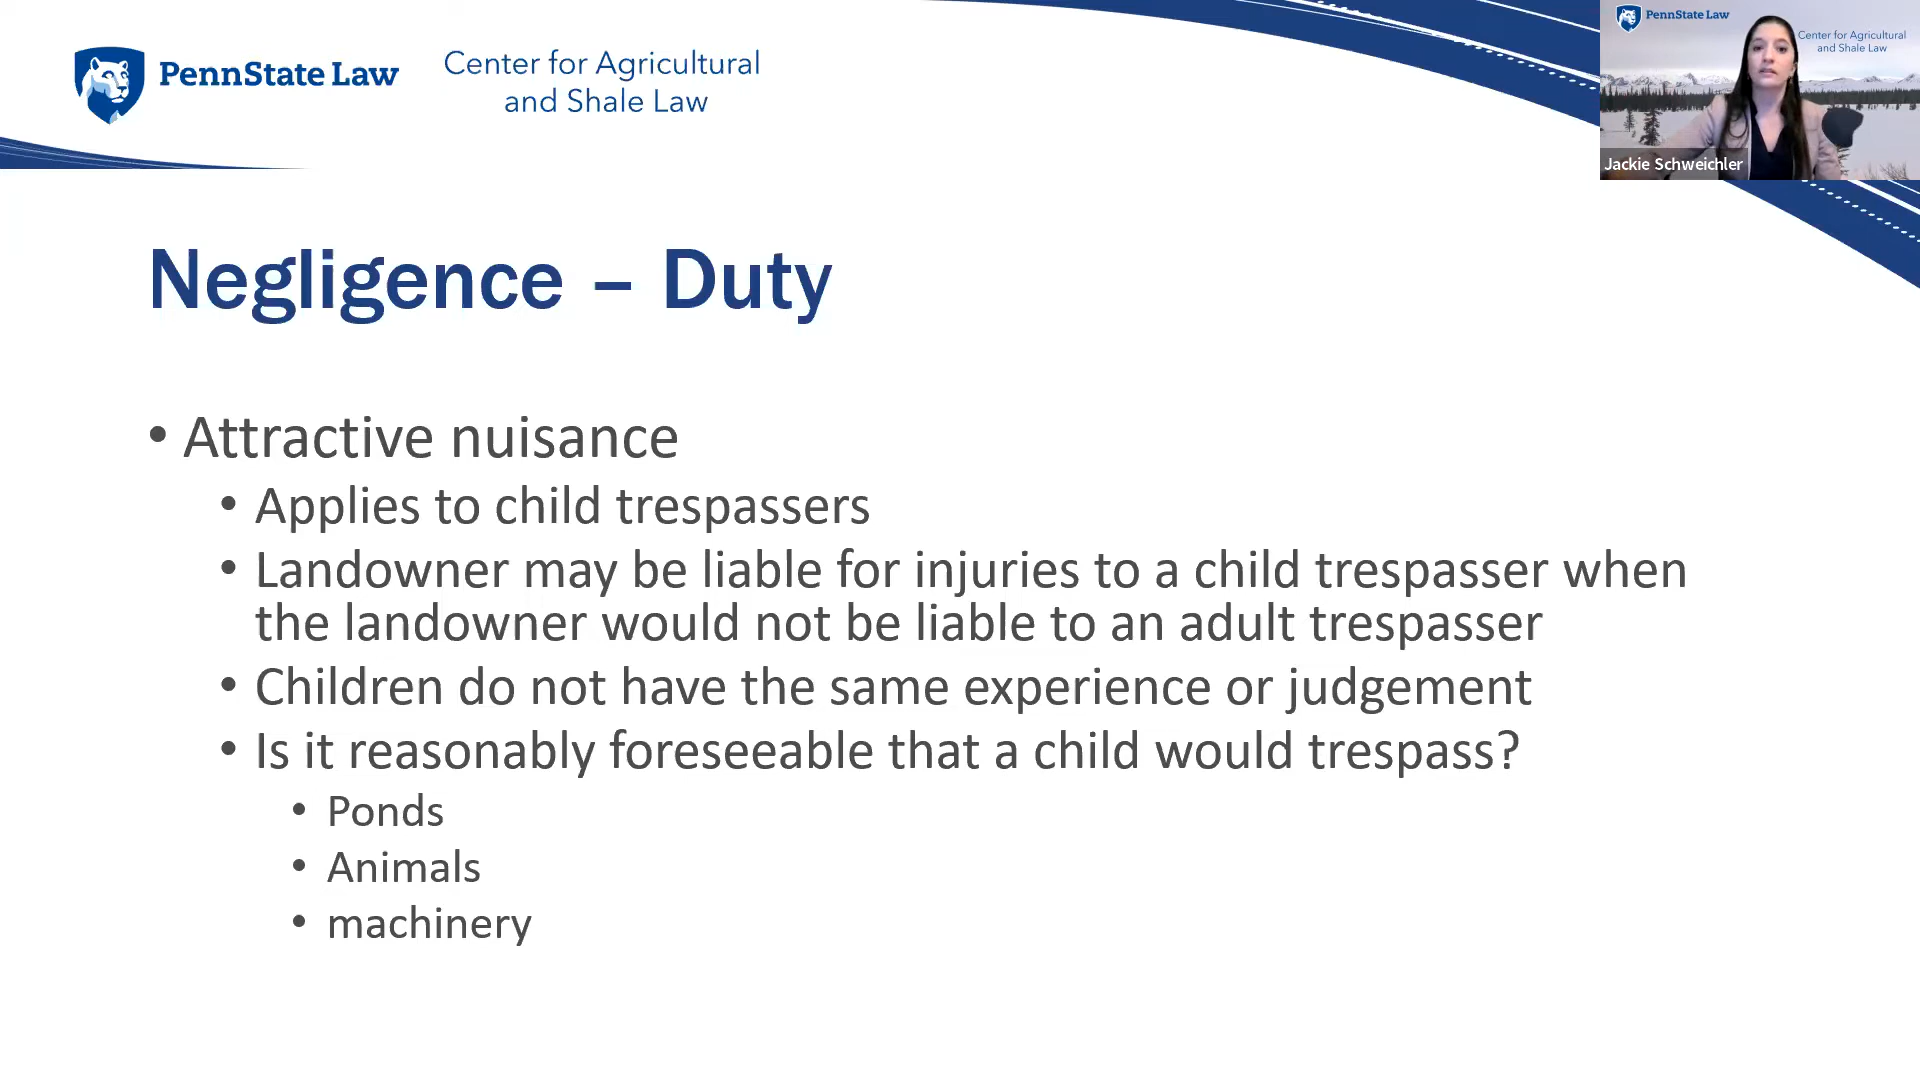 PennState Law
Center for Agricultural
and Shale Law
PennState Law
Center for Agricultural
and Shale Law
Jackie Schweichler
Negligence – Duty
• Attractive nuisance
• Applies to child trespassers
• Landowner may be liable for injuries to a child trespasser when
the landowner would not be liable to an adult trespasser
• Children do not have the same experience or judgement
• Is it reasonably foreseeable that a child would trespass?
• Ponds
• Animals
• machinery